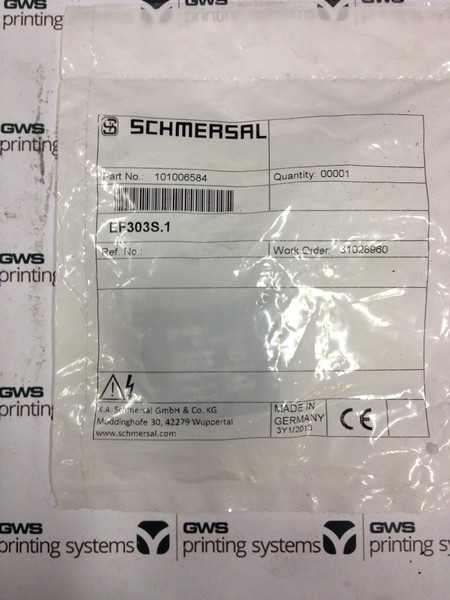 GWS
printing
GWS
printing
GWS
printing
GWS
printing
GWS
printing
SCHMERSAL
Part No.: 101006584
Quantity: 00001
EF303S.1
Ref. No.:
Work Order: 31028960
K.A. Schmersal GmbH & Co. KG
Möddinghofe 30, 42279 Wuppertal
www.schmersal.com
MADE IN
GERMANY
CE
GWS
printing systems
GWS
printing systems
GWS
printing systems